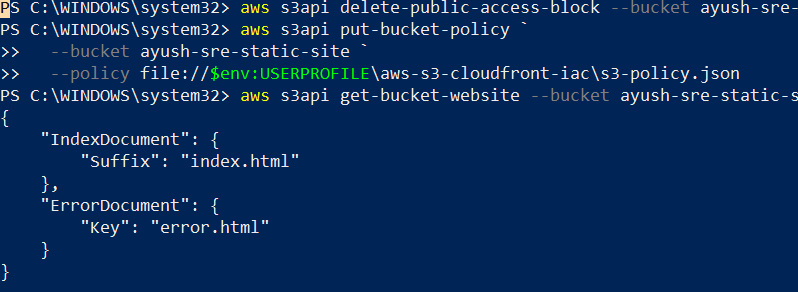 PS C:\WINDOWS\system32> aws s3api delete-public-access-block --bucket ayush-sre-
PS C:\WINDOWS\system32> aws s3api put-bucket-policy `
>>   --bucket ayush-sre-static-site `
>>   --policy file://$env:USERPROFILE\aws-s3-cloudfront-iac\s3-policy.json
PS C:\WINDOWS\system32> aws s3api get-bucket-website --bucket ayush-sre-static-s
{
    "IndexDocument": {
        "Suffix": "index.html"
    },
    "ErrorDocument": {
        "Key": "error.html"
    }
}